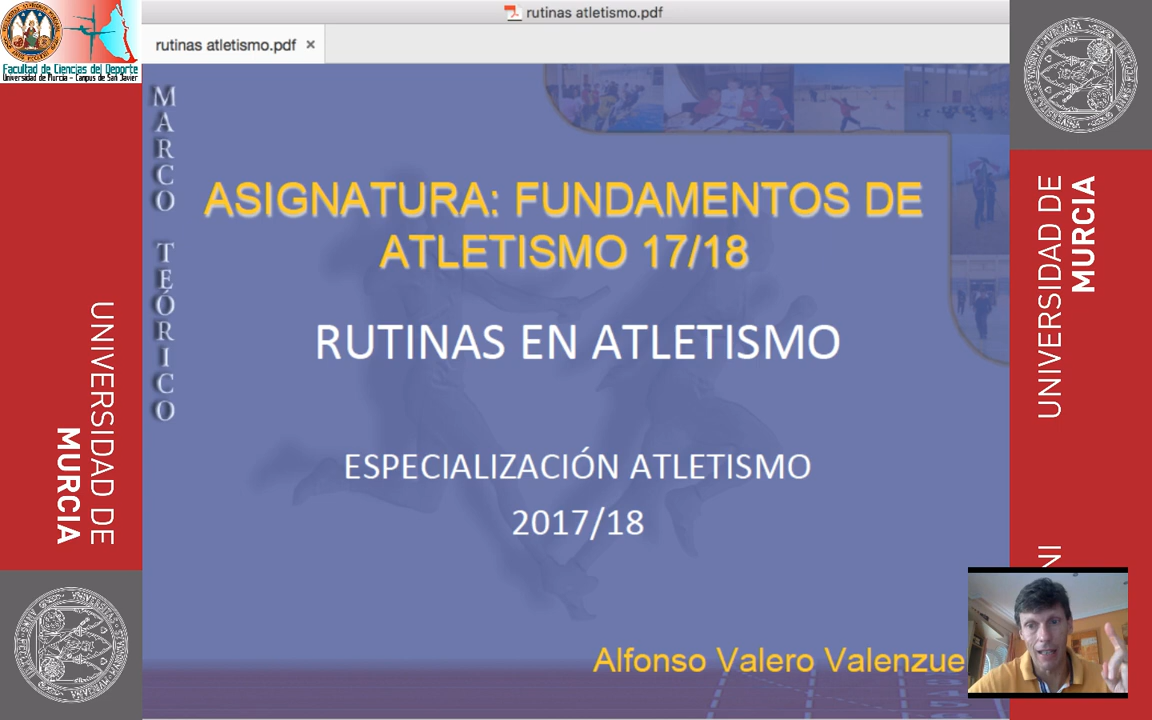 rutinas atletismo.pdf
rutinas atletismo.pdf ×
Facultad de Ciencias del Deporte
Universidad de Murcia - Campus de San Javier
MARCO TEÓRICO
ASIGNATURA: FUNDAMENTOS DE
ATLETISMO 17/18
RUTINAS EN ATLETISMO
ESPECIALIZACIÓN ATLETISMO
2017/18
Alfonso Valero Valenzue
UNIVERSIDAD DE
MURCIA
UNIVERSIDAD DE
MURCIA